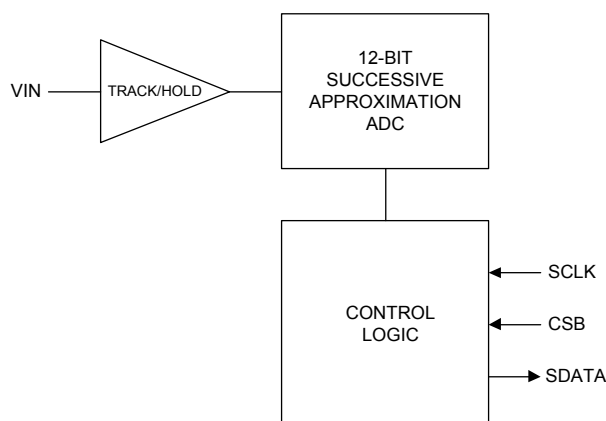 12-BIT
SUCCESSIVE
APPROXIMATION
ADC
VIN
TRACK/HOLD
CONTROL
LOGIC
SCLK
CSB
SDATA